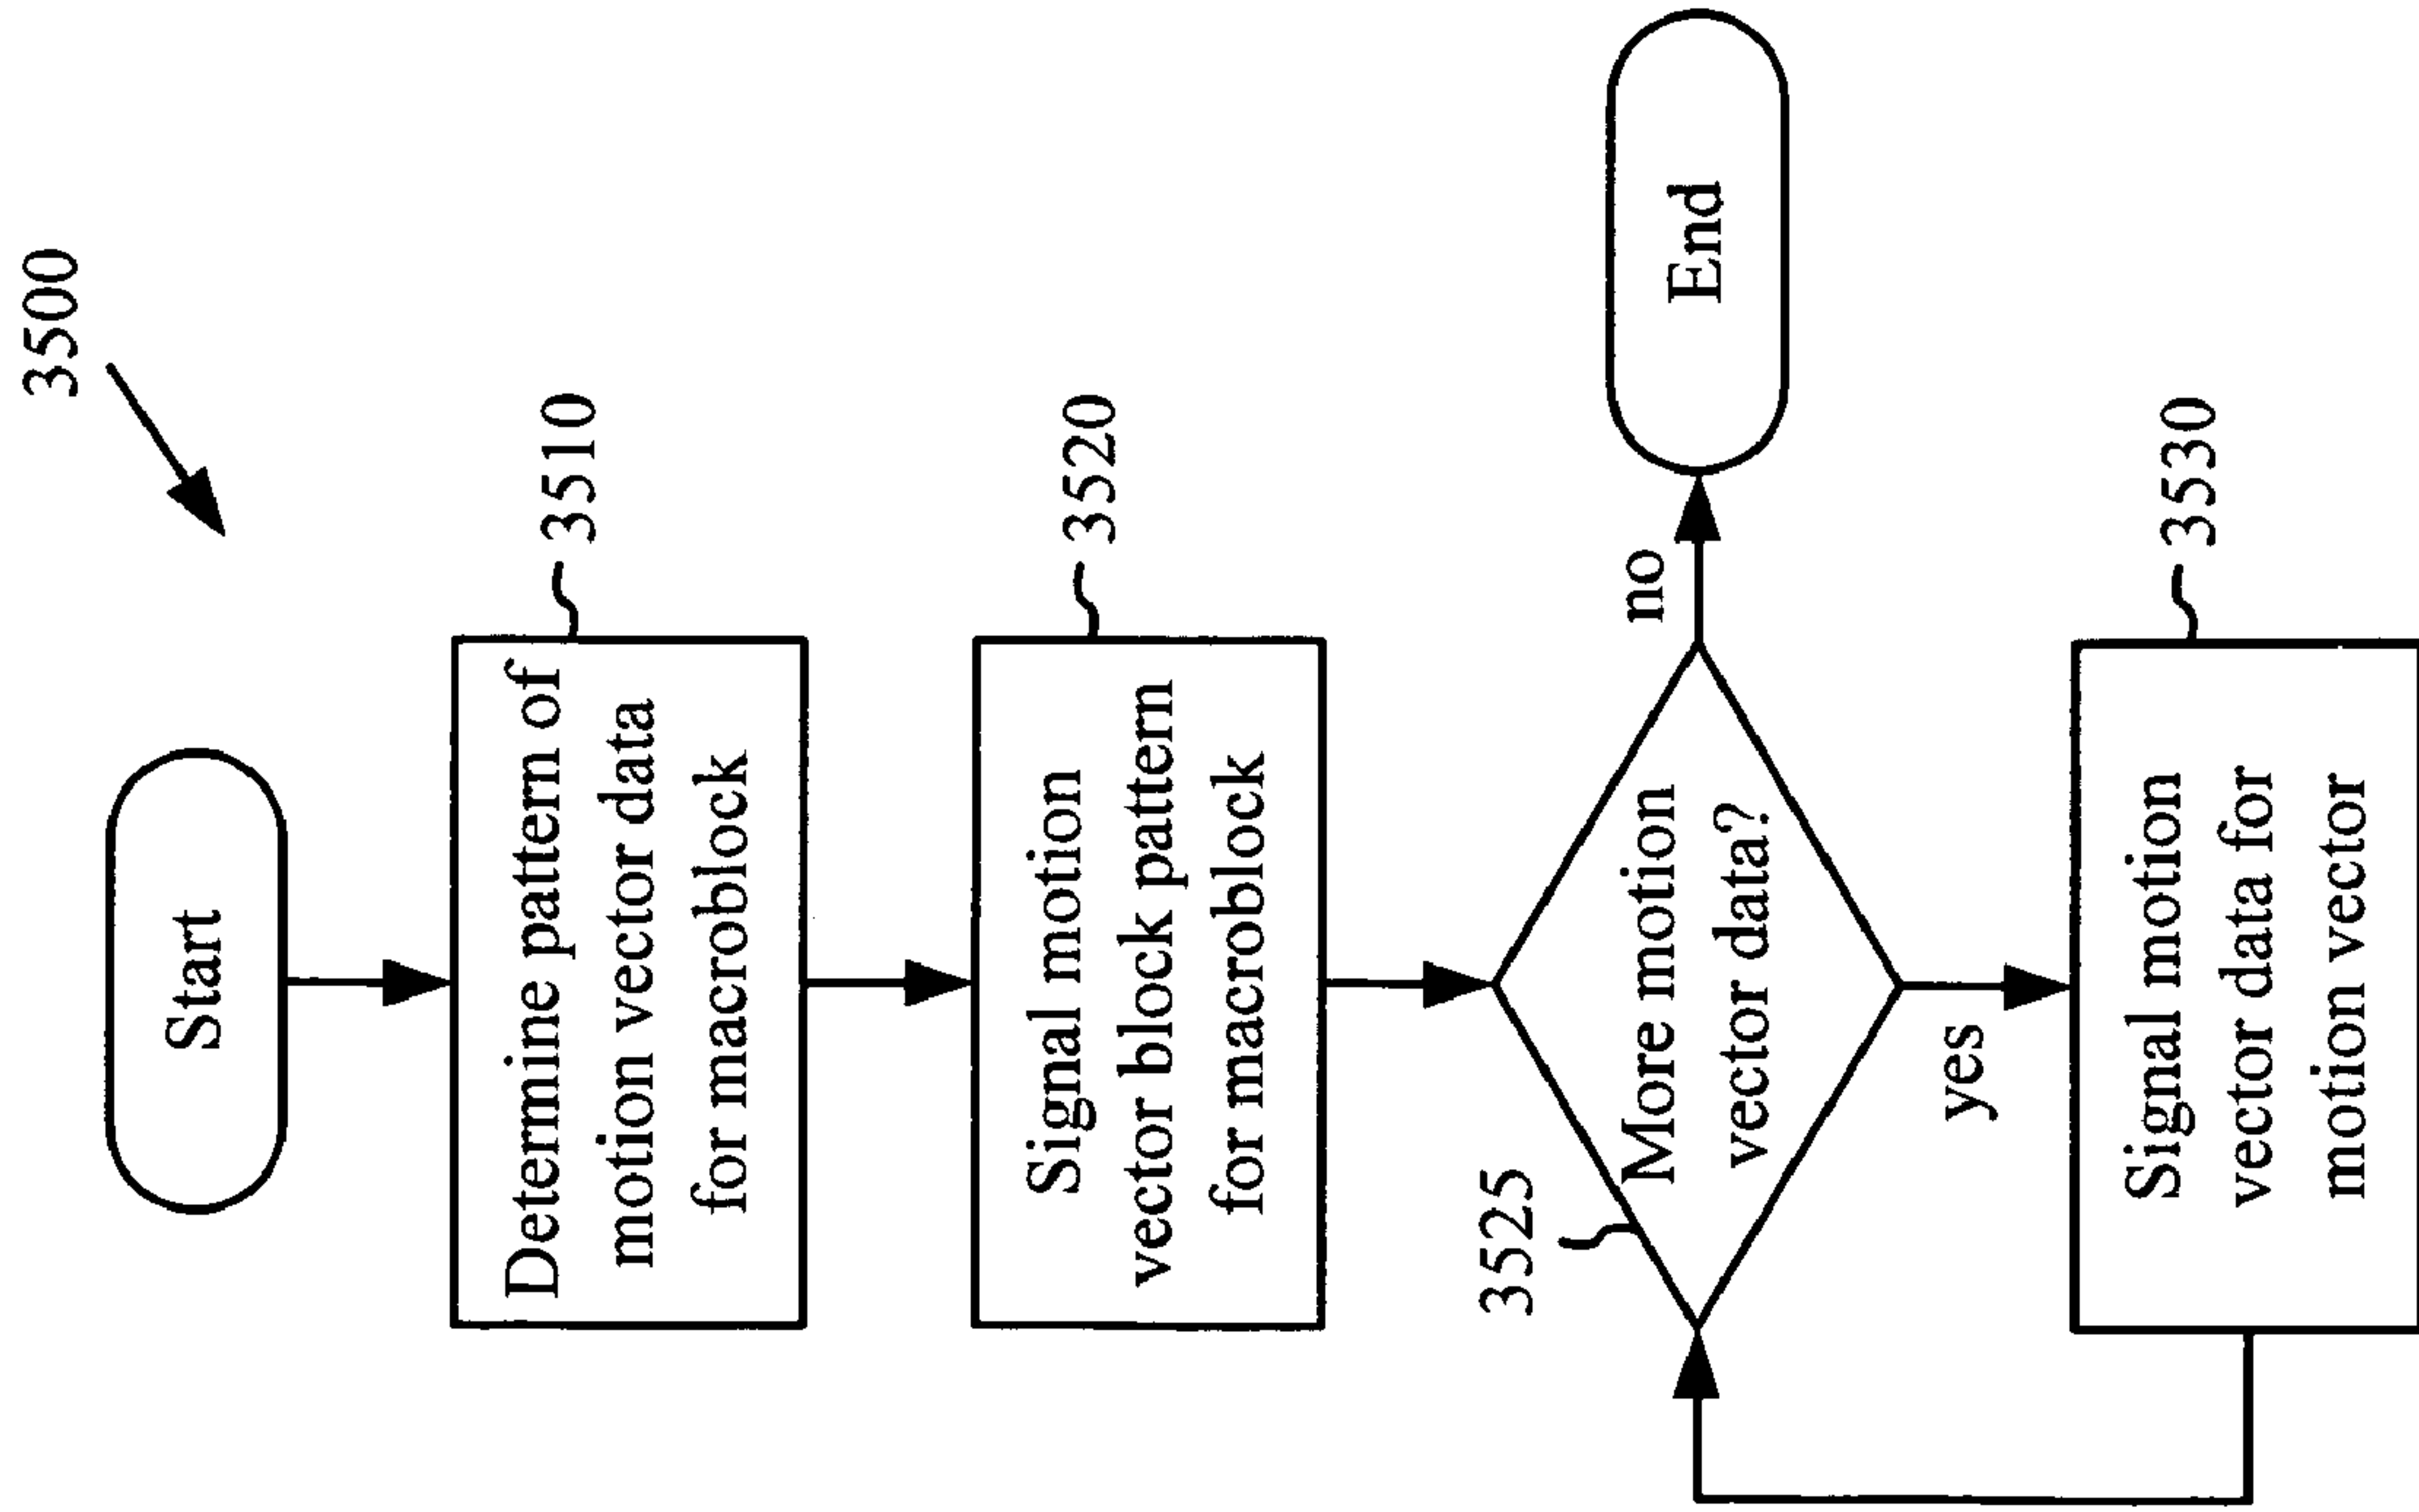 3500
Start
Determine pattern of
motion vector data
for macroblock
3510
Signal motion
vector block pattern
for macroblock
3520
3525
More motion
vector data?
no
End
yes
Signal motion
vector data for
motion vector
3530